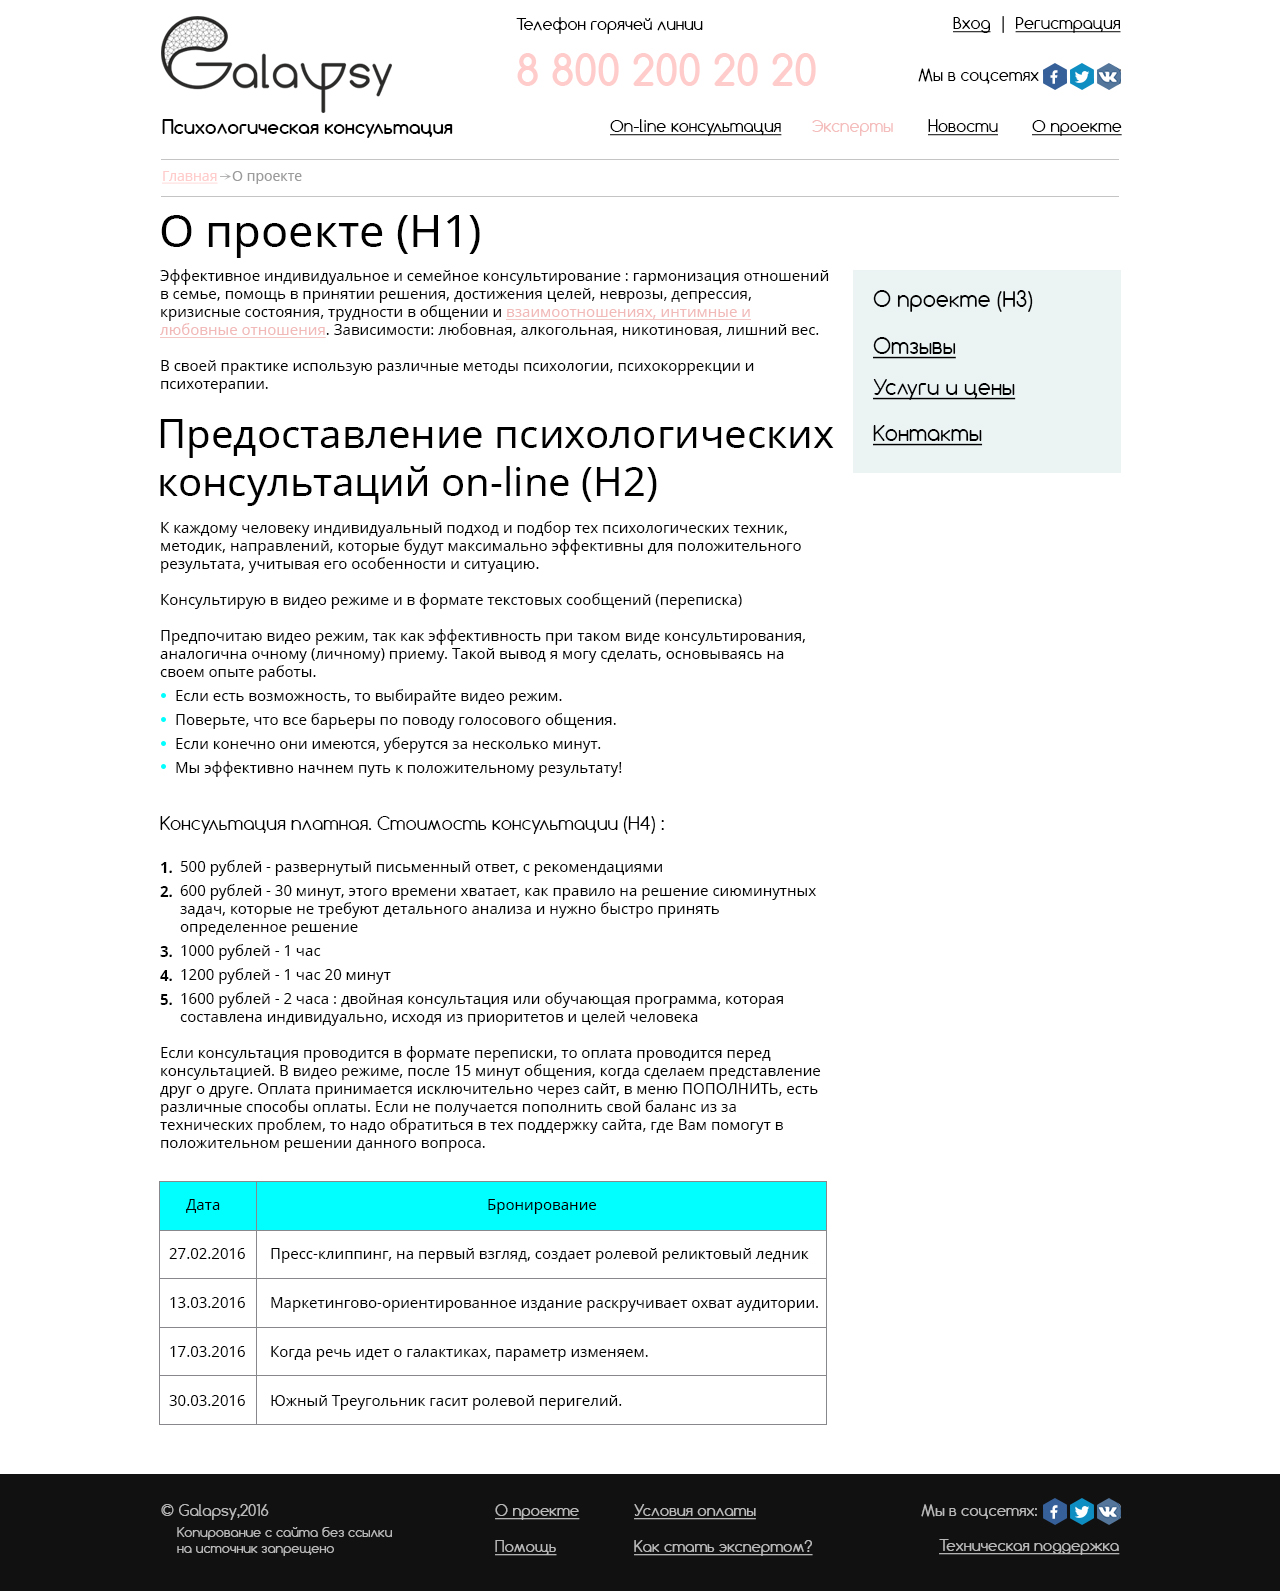 Galaypsy
Психологическая консультация
Телефон горячей линии
8 800 200 20 20
Вход | Регистрация
Мы в соцсетях
On-line консультация Эксперты Новости О проекте
Главная→О проекте
О проекте (H1)
Эффективное индивидуальное и семейное консультирование : гармонизация отношений
в семье, помощь в принятии решения, достижения целей, неврозы, депрессия,
кризисные состояния, трудности в общении и взаимоотношениях, интимные и
любовные отношения. Зависимости: любовная, алкогольная, никотиновая, лишний вес.
В своей практике использую различные методы психологии, психокоррекции и
психотерапии.
Предоставление психологических
консультаций on-line (H2)
К каждому человеку индивидуальный подход и подбор тех психологических техник,
методик, направлений, которые будут максимально эффективны для положительного
результата, учитывая его особенности и ситуацию.
Консультирую в видео режиме и в формате текстовых сообщений (переписка)
Предпочитаю видео режим, так как эффективность при таком виде консультирования,
аналогична очному (личному) приему. Такой вывод я могу сделать, основываясь на
своем опыте работы.
• Если есть возможность, то выбирайте видео режим.
• Поверьте, что все барьеры по поводу голосового общения.
• Если конечно они имеются, уберутся за несколько минут.
• Мы эффективно начнем путь к положительному результату!
Консультация платная. Стоимость консультации (H4) :
1. 500 рублей - развернутый письменный ответ, с рекомендациями
2. 600 рублей - 30 минут, этого времени хватает, как правило на решение сиюминутных
задач, которые не требуют детального анализа и нужно быстро принять
определенное решение
3. 1000 рублей - 1 час
4. 1200 рублей - 1 час 20 минут
5. 1600 рублей - 2 часа : двойная консультация или обучающая программа, которая
составлена индивидуально, исходя из приоритетов и целей человека
Если консультация проводится в формате переписки, то оплата проводится перед
консультацией. В видео режиме, после 15 минут общения, когда сделаем представление
друг о друге. Оплата принимается исключительно через сайт, в меню ПОПОЛНИТЬ, есть
различные способы оплаты. Если не получается пополнить свой баланс из за
технических проблем, то надо обратиться в тех поддержку сайта, где Вам помогут в
положительном решении данного вопроса.
Дата Бронирование
27.02.2016 Пресс-клиппинг, на первый взгляд, создает ролевой реликтовый ледник
13.03.2016 Маркетингово-ориентированное издание раскручивает охват аудитории.
17.03.2016 Когда речь идет о галактиках, параметр изменяем.
30.03.2016 Южный Треугольник гасит ролевой перигелий.
О проекте (H3)
Отзывы
Услуги и цены
Контакты
© Galapsy,2016
Копирование с сайта без ссылки
на источник запрещено
О проекте
Помощь
Условия оплаты
Как стать экспертом?
Мы в соцсетях:
Техническая поддержка